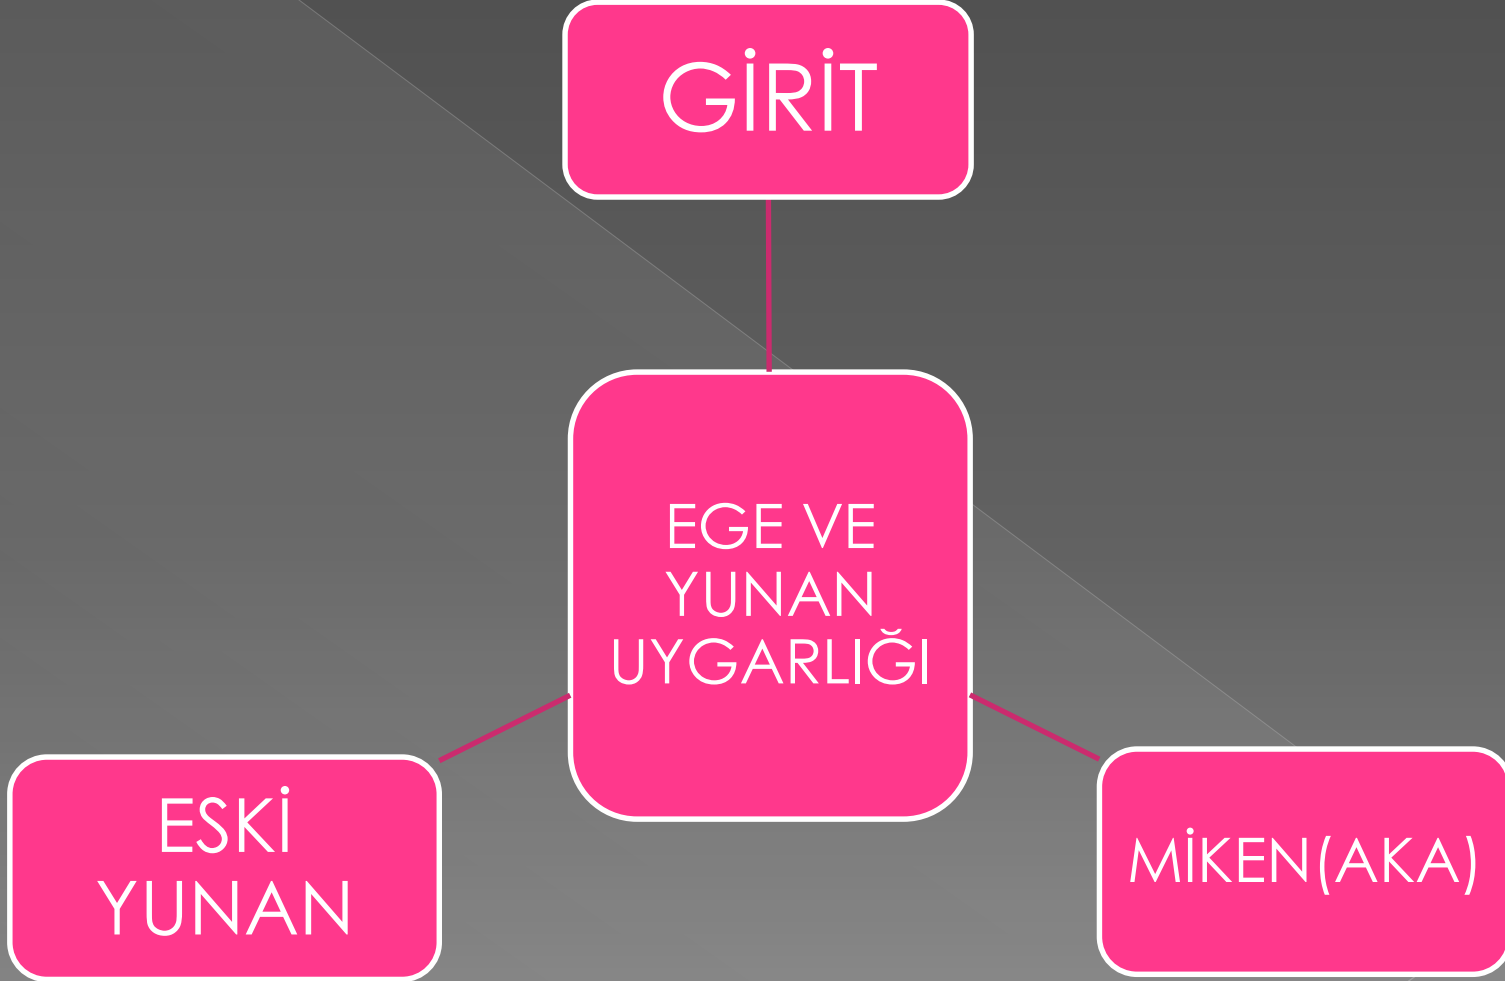 GİRİT
EGE VE
YUNAN
UYGARLIĞI
ESKİ
YUNAN
MİKEN(AKA)